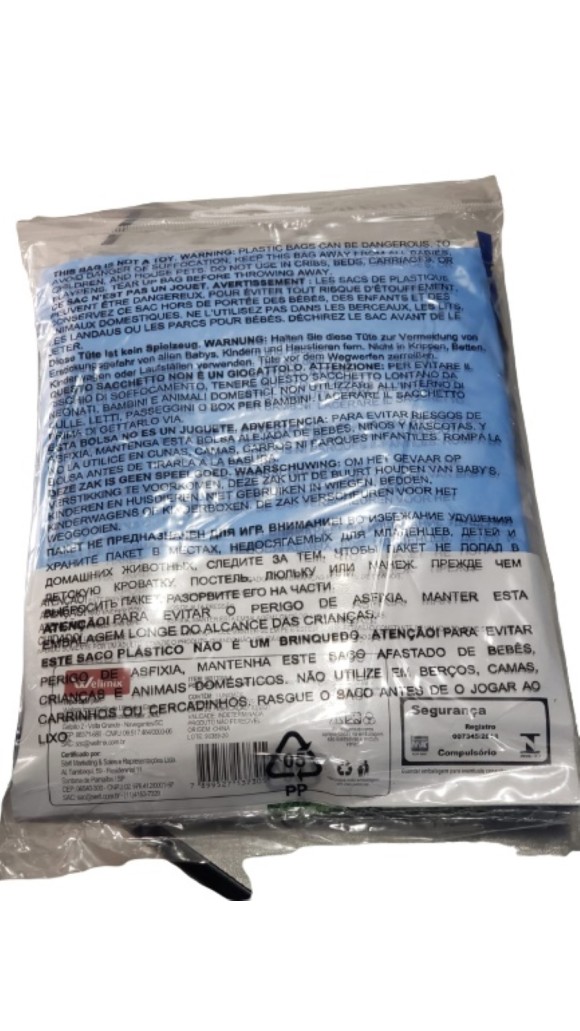 THIS BAG IS NOT A TOY. WARNING: PLASTIC BAGS CAN BE DANGEROUS. TO
AVOID DANGER OF SUFFOCATION, KEEP THIS BAG AWAY FROM ALL BABIES,
CHILDREN, AND HOUSE PETS. DO NOT USE IN CRIBS, BEDS, CARRIAGES, OR
PLAYPENS. TEAR UP BAG BEFORE THROWING AWAY.
LE SAC N'EST PAS UN JOUET. AVERTISSEMENT : LES SACS DE PLASTIQUE
PEUVENT ÊTRE DANGEREUX. POUR ÉVITER TOUT RISQUE D'ÉTOUFFEMENT,
CONSERVEZ CE SAC HORS DE PORTÉE DES BÉBÉS, DES ENFANTS ET DES
ANIMAUX DOMESTIQUES. NE L'UTILISEZ PAS DANS LES BERCEAUX, LES LITS,
LES LANDAUS OU LES PARCS POUR BÉBÉS. DÉCHIREZ LE SAC AVANT DE LE
JETER.
Diese Tüte ist kein Spielzeug. WARNUNG: Halten Sie diese Tüte zur Vermeidung von
Erstickungsgefahr von allen Babys, Kindern und Haustieren fern. Nicht in Krippen, Betten,
Kinderwagen oder Laufställen verwenden. Tüte vor dem Wegwerfen zerreißen.
QUESTO SACCHETTO NON È UN GIOCATTOLO. ATTENZIONE: PER EVITARE IL
RISCHIO DI SOFFOCAMENTO, TENERE QUESTO SACCHETTO LONTANO DA
NEONATI, BAMBINI E ANIMALI DOMESTICI. NON UTILIZZARE ALL'INTERNO DI
CULLE, LETTI, PASSEGGINI O BOX PER BAMBINI. LACERARE IL SACCHETTO
PRIMA DI GETTARLO VIA.
ESTA BOLSA NO ES UN JUGUETE. ADVERTENCIA: PARA EVITAR RIESGOS DE
ASFIXIA, MANTENGA ESTA BOLSA ALEJADA DE BEBÉS, NIÑOS Y MASCOTAS, Y
NO LA UTILICE EN CUNAS, CAMAS, CARROS NI PARQUES INFANTILES. ROMPA LA
BOLSA ANTES DE TIRARLA A LA BASURA.
DEZE ZAK IS GEEN SPEELGOED. WAARSCHUWING: OM HET GEVAAR OP
VERSTIKKING TE VOORKOMEN, DEZE ZAK UIT DE BUURT HOUDEN VAN BABY'S,
KINDEREN EN HUISDIEREN. NIET GEBRUIKEN IN WIEGEN, BEDDEN,
KINDERWAGENS OF KINDERBOXEN. DE ZAK VERSCHEUREN VOOR HET
WEGGOOIEN.
ПАКЕТ НЕ ПРЕДНАЗНАЧЕН ДЛЯ ИГР. ВНИМАНИЕ! ВО ИЗБЕЖАНИЕ УДУШЕНИЯ
ХРАНИТЕ ПАКЕТ В МЕСТАХ, НЕДОСЯГАЕМЫХ ДЛЯ МЛАДЕНЦЕВ, ДЕТЕЙ И
ДОМАШНИХ ЖИВОТНЫХ, СЛЕДИТЕ ЗА ТЕМ, ЧТОБЫ ПАКЕТ НЕ ПОПАЛ В
ДЕТСКУЮ КРОВАТКУ, ПОСТЕЛЬ, ЛЮЛЬКУ ИЛИ МАНЕЖ. ПРЕЖДЕ ЧЕМ
ВЫБРОСИТЬ ПАКЕТ, РАЗОРВИТЕ ЕГО НА ЧАСТИ.
ATENÇÃO! PARA EVITAR O PERIGO DE ASFIXIA, MANTER ESTA
EMBALAGEM LONGE DO ALCANCE DAS CRIANÇAS.
ESTE SACO PLÁSTICO NÃO É UM BRINQUEDO. ATENÇÃO! PARA EVITAR
PERIGO DE ASFIXIA, MANTENHA ESTE SACO AFASTADO DE BEBÊS,
CRIANÇAS E ANIMAIS DOMÉSTICOS. NÃO UTILIZE EM BERÇOS, CAMAS,
CARRINHOS OU CERCADINHOS. RASGUE O SACO ANTES DE O JOGAR AO
LIXO
VALIDADE: INDETERMINADA
ORIGEM: CHINA
Certificado por
05
PP
Segurança
Registro
Compulsório